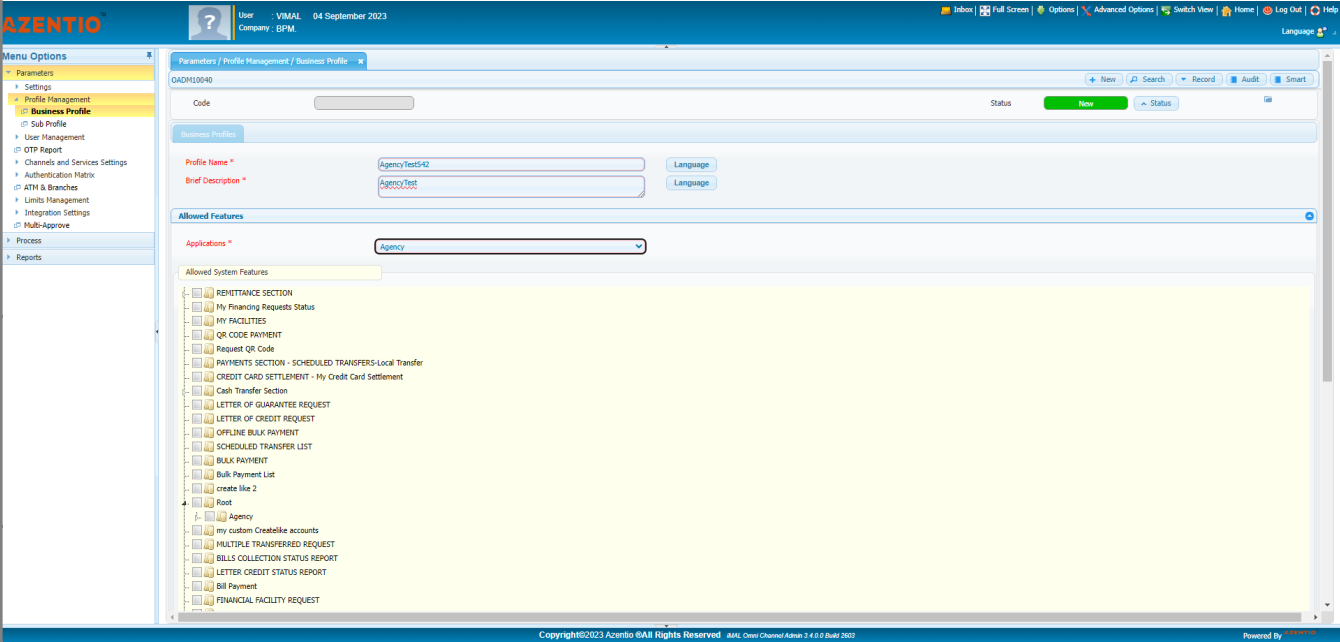 AZENTIO
?
User : VIMAL 04 September 2023
Company : BPM.
Inbox | Full Screen | Options | Advanced Options | Switch View | Home | Log Out | Help
Language
Menu Options
Parameters
Settings
Profile Management
Business Profile
Sub Profile
User Management
OTP Report
Channels and Services Settings
Authentication Matrix
ATM & Branches
Limits Management
Integration Settings
Multi-Approve
Process
Reports
Parameters / Profile Management / Business Profile x
OADM10040
+ New Search Record Audit Smart
Code Status New Status
Business Profiles
Profile Name * AgencyTest542 Language
Brief Description * AgencyTest Language
Allowed Features
Applications * Agency
Allowed System Features
REMITTANCE SECTION
My Financing Requests Status
MY FACILITIES
QR CODE PAYMENT
Request QR Code
PAYMENTS SECTION - SCHEDULED TRANSFERS-Local Transfer
CREDIT CARD SETTLEMENT - My Credit Card Settlement
Cash Transfer Section
LETTER OF GUARANTEE REQUEST
LETTER OF CREDIT REQUEST
OFFLINE BULK PAYMENT
SCHEDULED TRANSFER LIST
BULK PAYMENT
Bulk Payment List
create like 2
Root
Agency
my custom Createlike accounts
MULTIPLE TRANSFERRED REQUEST
BILLS COLLECTION STATUS REPORT
LETTER CREDIT STATUS REPORT
Bill Payment
FINANCIAL FACILITY REQUEST
Copyright©2023 Azentio ®All Rights Reserved iMAL Omni Channel Admin 3.4.0.0 Build 2603
Powered By AZENTIO